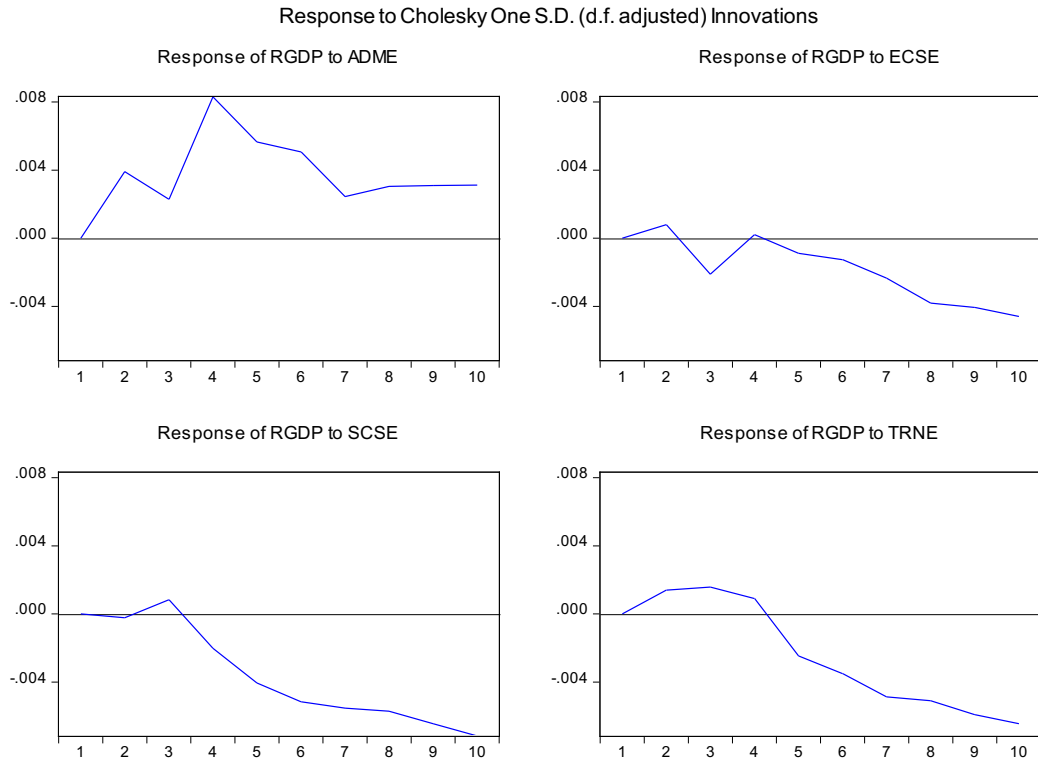 Response to Cholesky One S.D. (d.f. adjusted) Innovations
Response of RGDP to ADME
.008
.004
.000
-.004
1 2 3 4 5 6 7 8 9 10
Response of RGDP to ECSE
.008
.004
.000
-.004
1 2 3 4 5 6 7 8 9 10
Response of RGDP to SCSE
.008
.004
.000
-.004
1 2 3 4 5 6 7 8 9 10
Response of RGDP to TRNE
.008
.004
.000
-.004
1 2 3 4 5 6 7 8 9 10